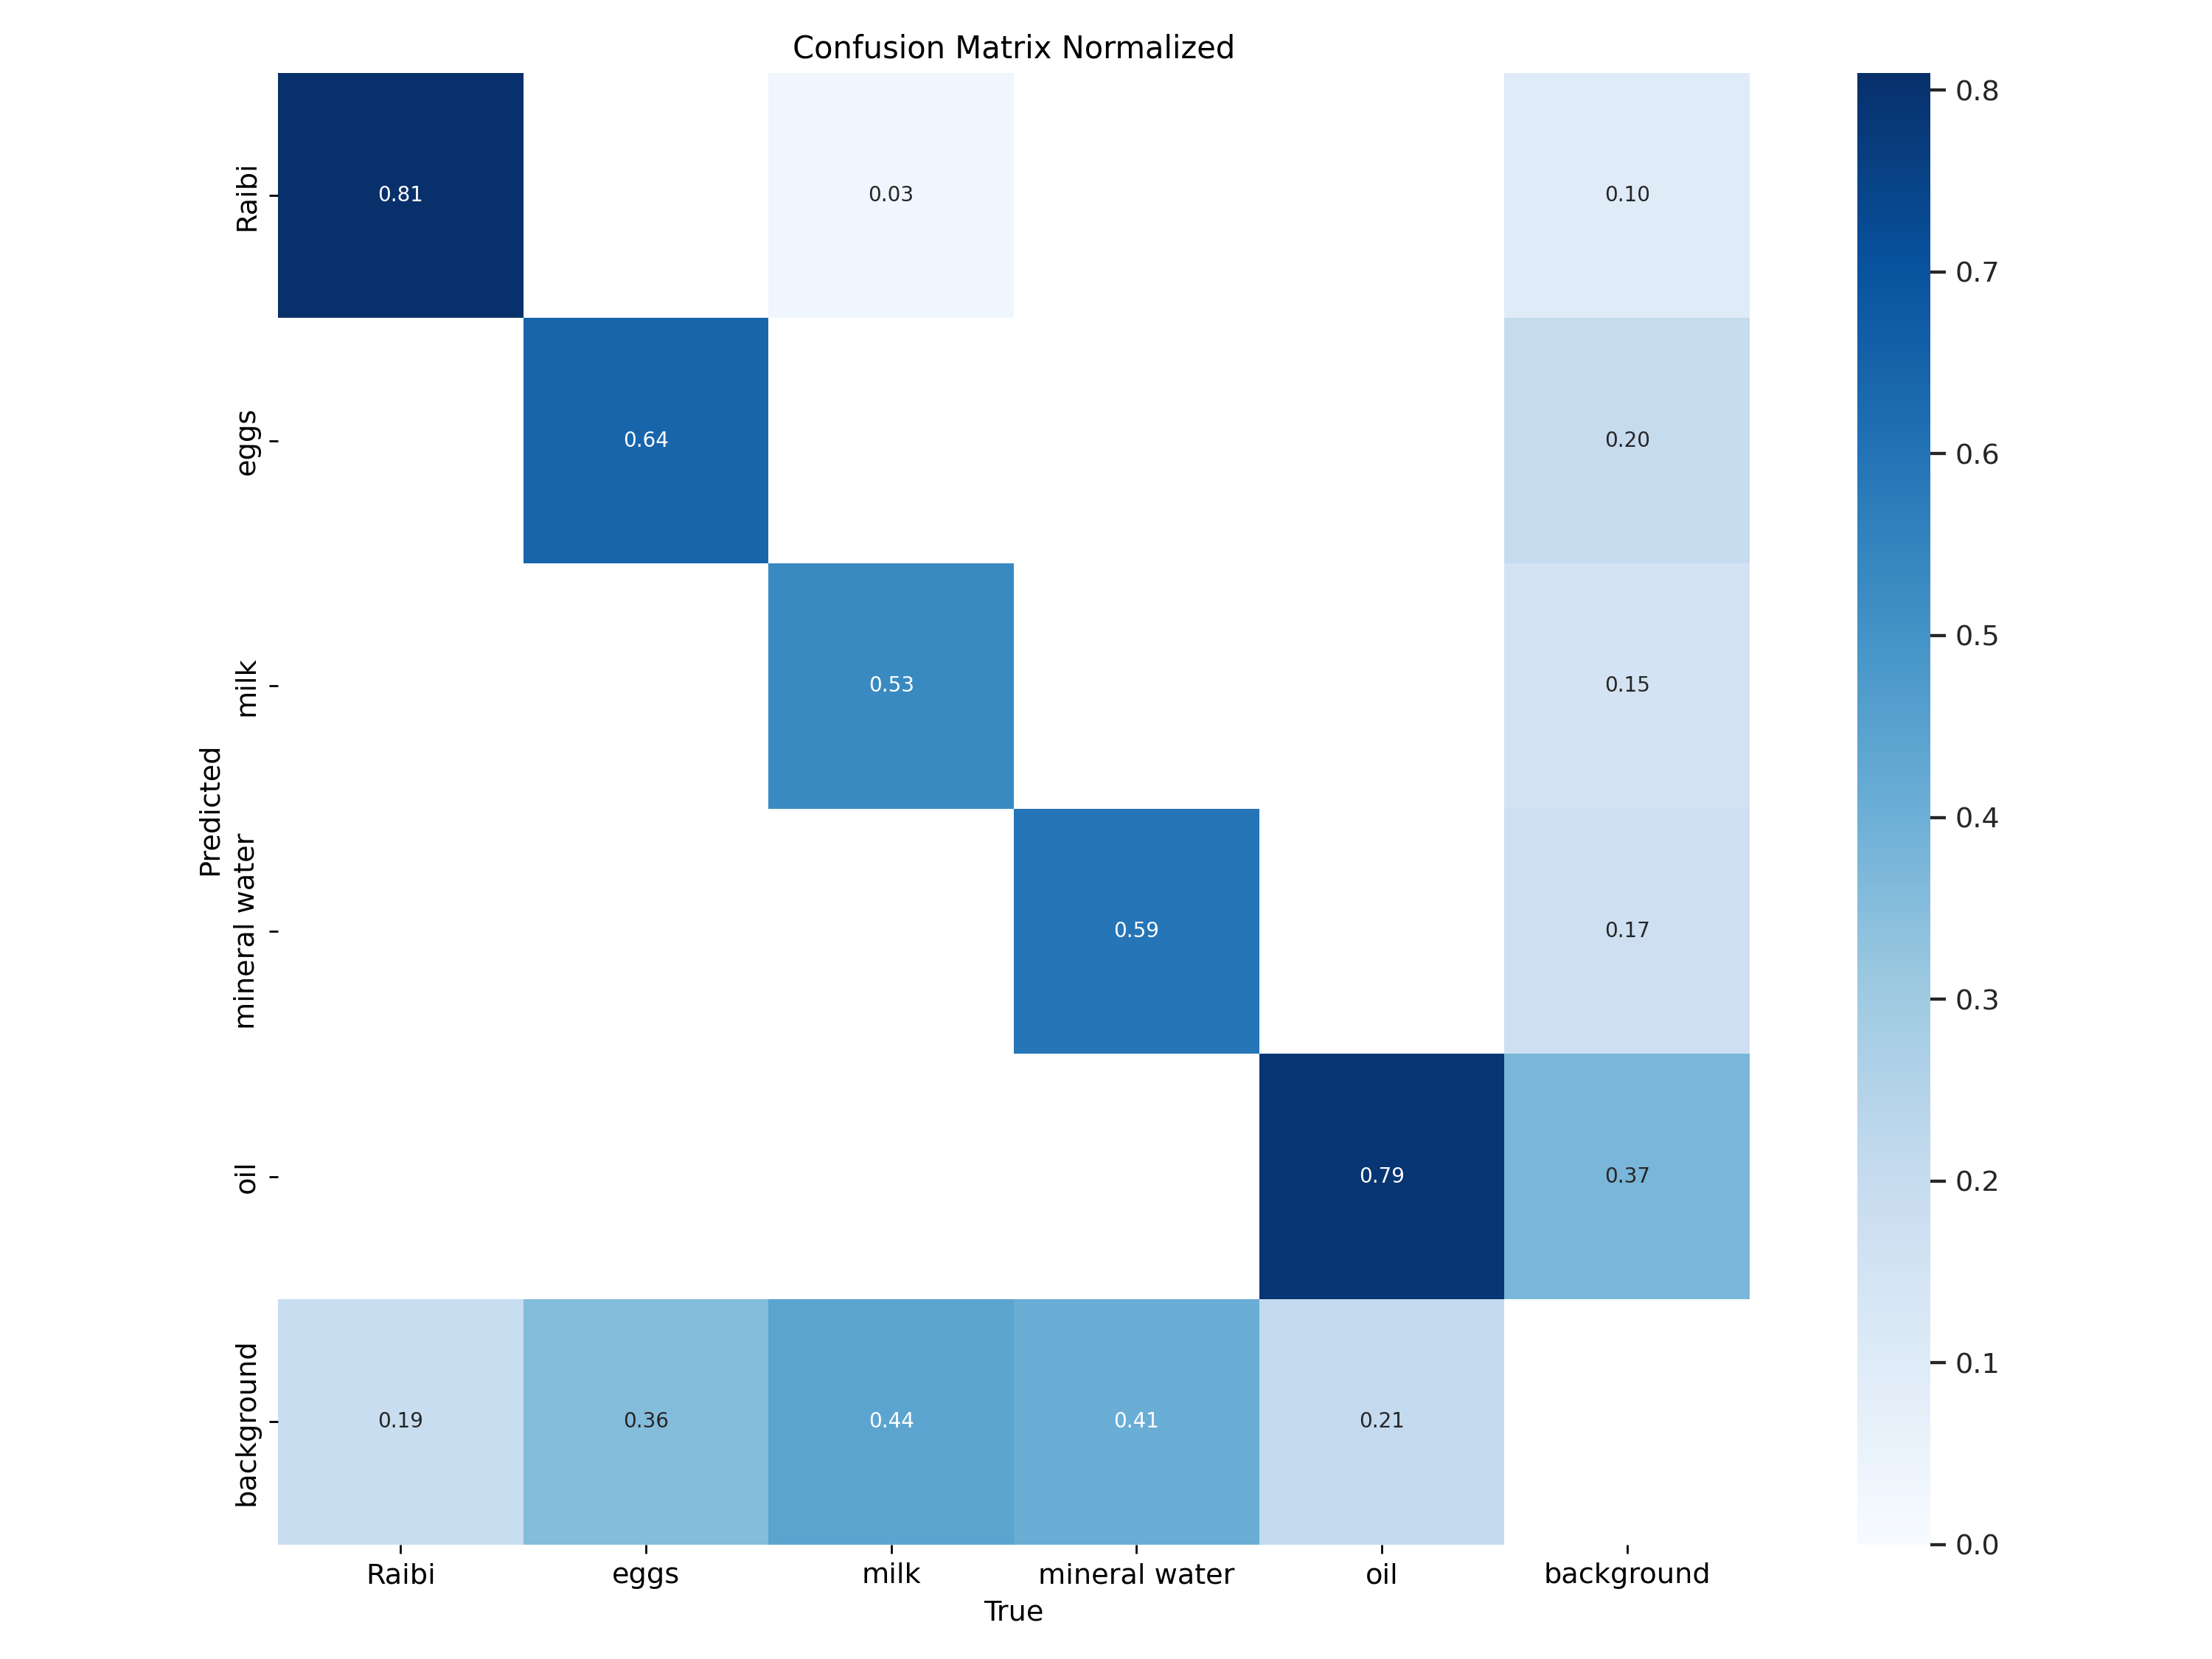 Confusion Matrix Normalized
Raibi
0.81
0.03
0.10
0.8
0.7
eggs
0.64
0.20
0.6
0.5
milk
0.53
0.15
Predicted
0.4
mineral water
0.59
0.17
0.3
oil
0.79
0.37
0.2
background
0.19
0.36
0.44
0.41
0.21
0.1
0.0
Raibi
eggs
milk
mineral water
oil
background
True